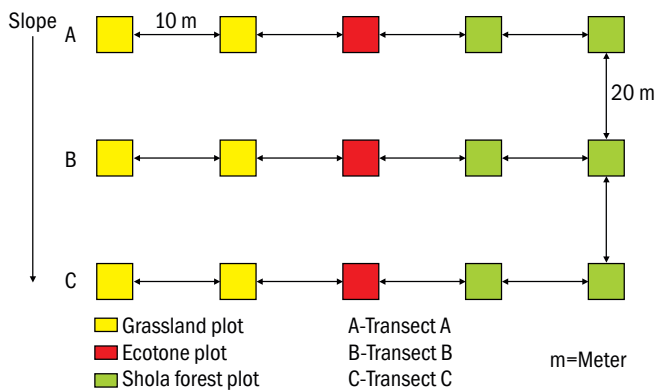 Slope
A
10 m
20 m
B
C
Grassland plot
A-Transect A
Ecotone plot
B-Transect B
Shola forest plot
C-Transect C
m=Meter